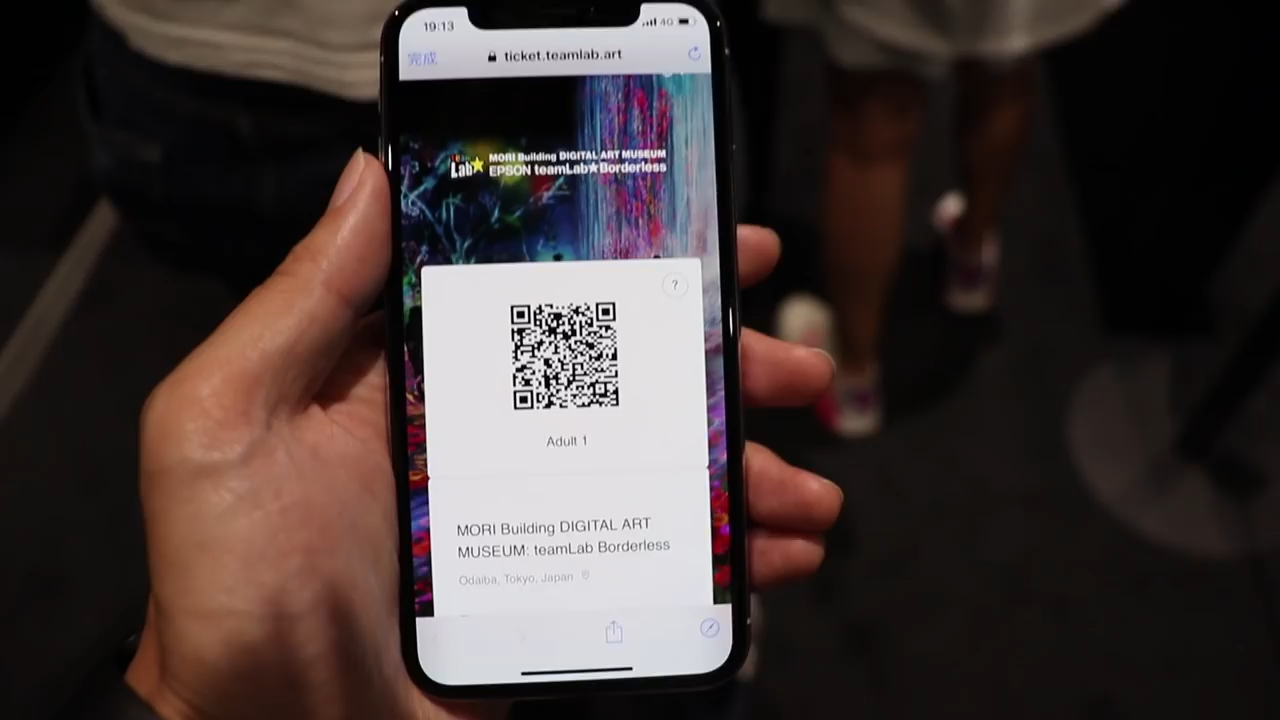 19:13
4G
完成
ticket.teamlab.art
Lab
MORI Building DIGITAL ART MUSEUM
EPSON teamLab★Borderless
?
Adult 1
MORI Building DIGITAL ART
MUSEUM: teamLab Borderless
Odaiba, Tokyo, Japan